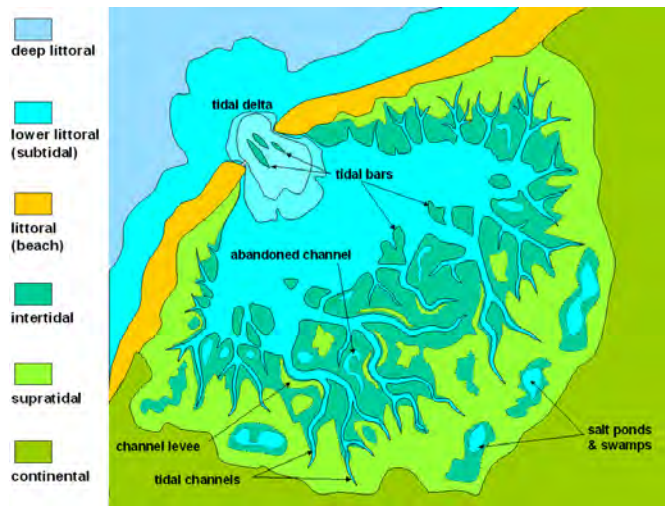 deep littoral
lower littoral
(subtidal)
littoral
(beach)
intertidal
supratidal
continental
tidal delta
tidal bars
abandoned channel
channel levee
tidal channels
salt ponds
& swamps